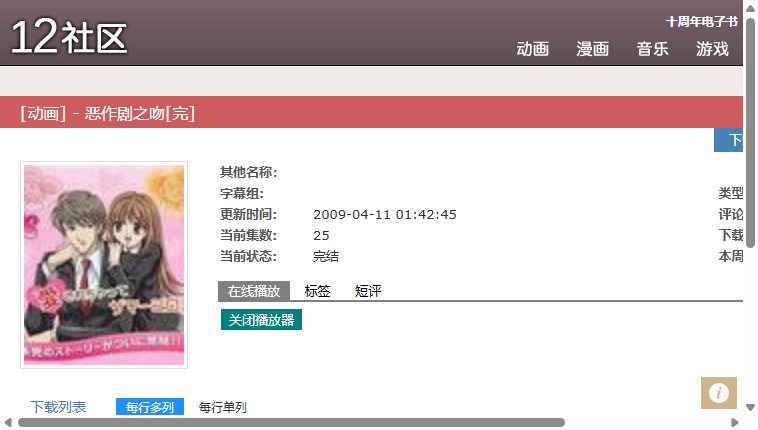 十周年电子书
12社区
动画 漫画 音乐 游戏
[动画] - 恶作剧之吻[完]
其他名称:
字幕组: 类型
更新时间: 2009-04-11 01:42:45 评论
当前集数: 25 下载
当前状态: 完结 本周
在线播放 标签 短评
关闭播放器
下载列表 每行多列 每行单列